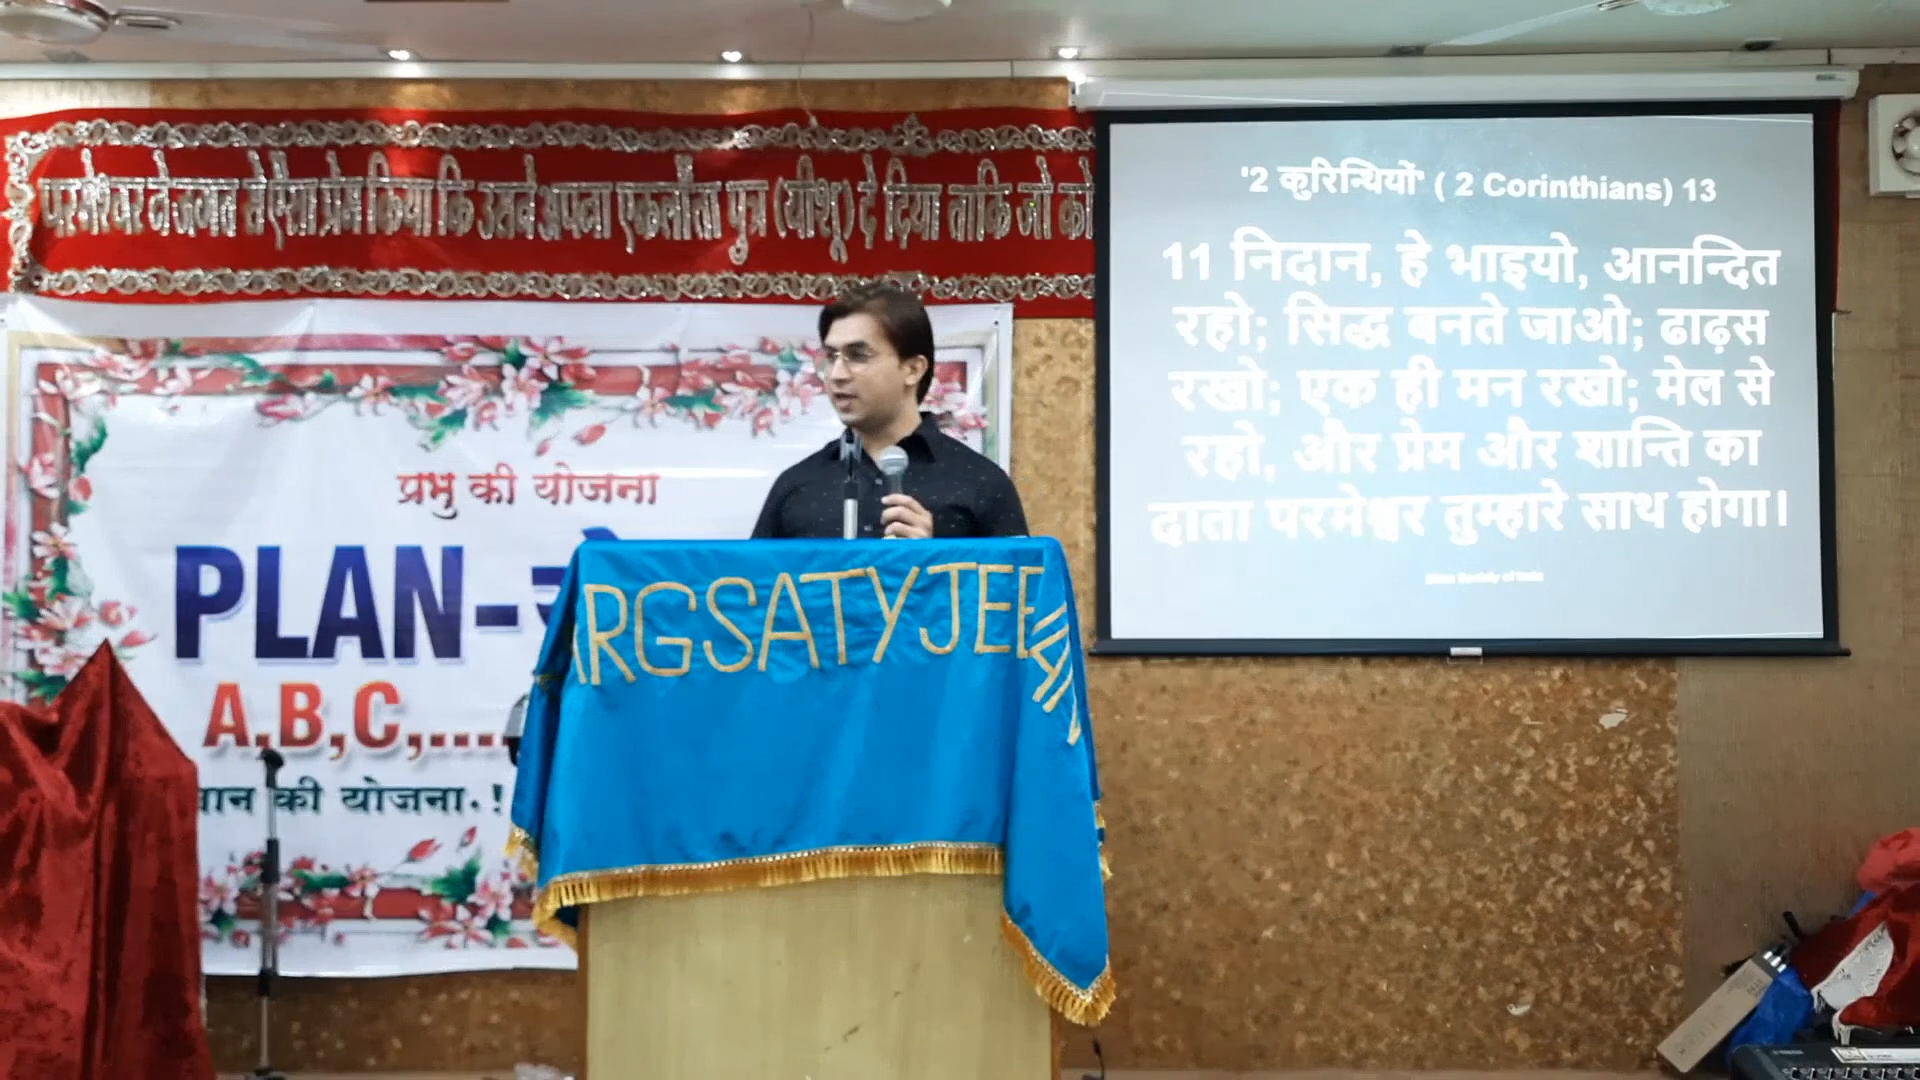 परमेश्वर ने जगत से ऐसा प्रेम किया कि उसने अपना एकलौता पुत्र (यीशू) दे दिया ताकि जो को
'2 कुरिन्थियों' ( 2 Corinthians) 13
11 निदान, हे भाइयो, आनन्दित
रहो; सिद्ध बनते जाओ; ढाढ़स
रखो; एक ही मन रखो; मेल से
रहो, और प्रेम और शान्ति का
दाता परमेश्वर तुम्हारे साथ होगा।
प्रभु की योजना
PLAN-
A,B,C,....
की योजना.!
ARGSATYJEEVAN